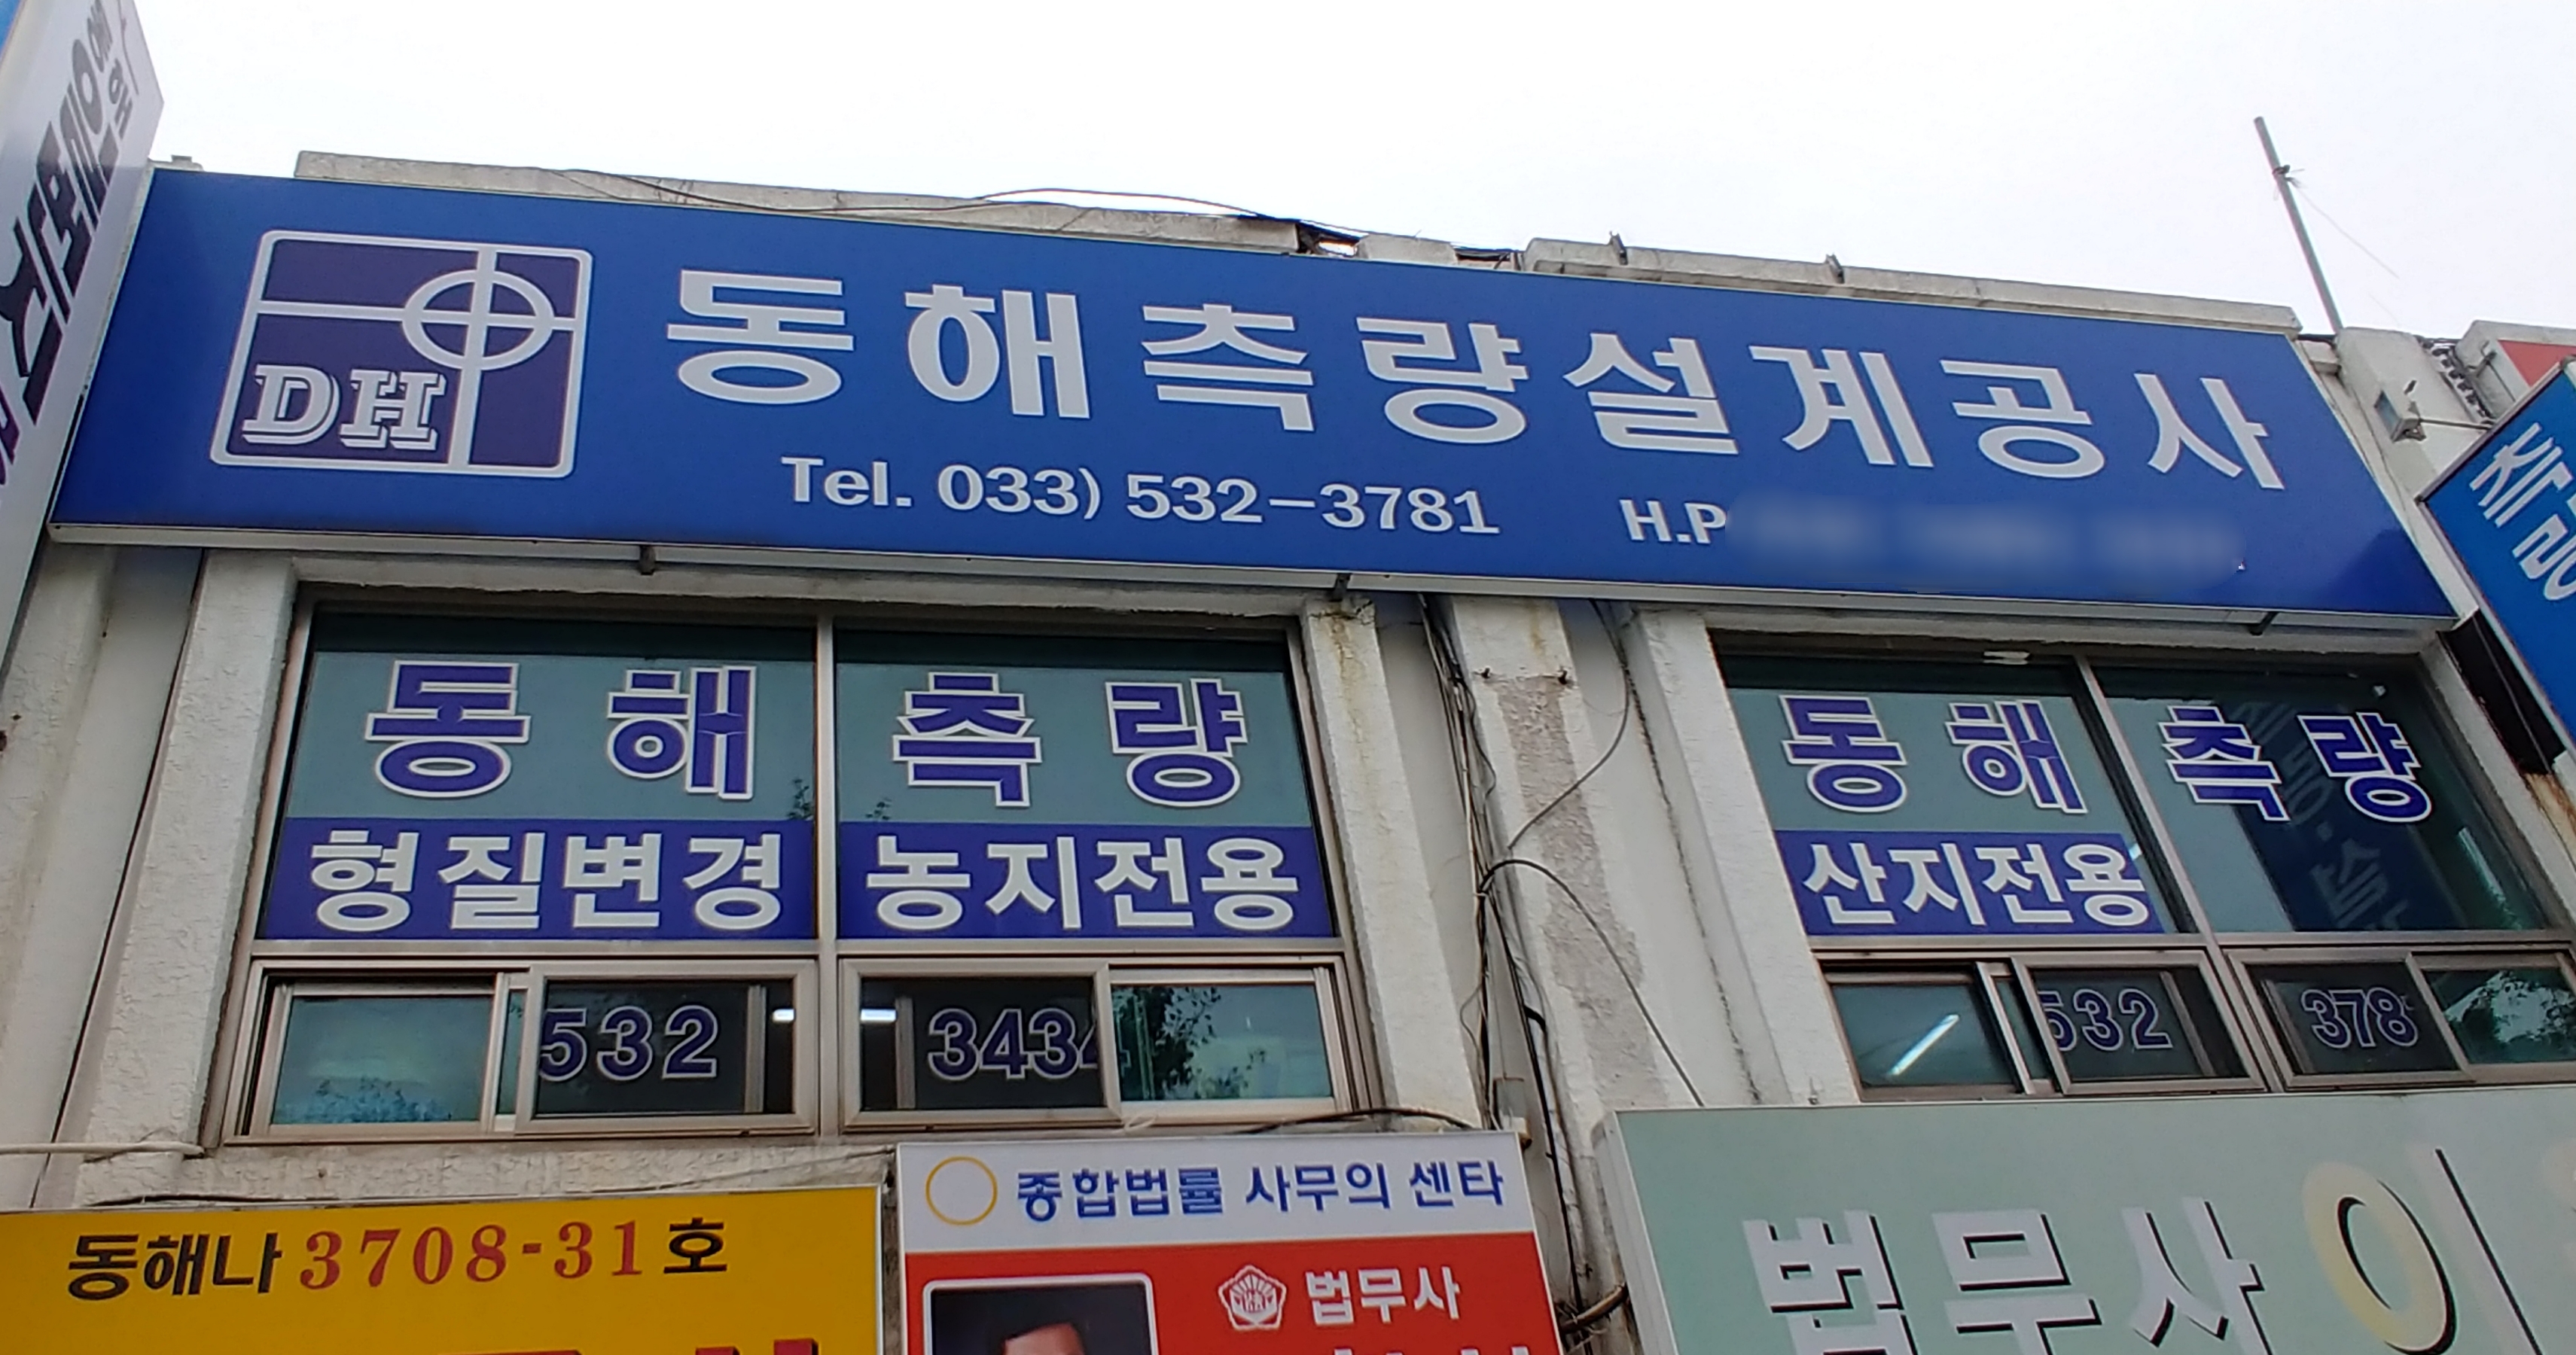 DH
동해측량설계공사
Tel. 033) 532-3781
H.P
동해측량
형질변경 농지전용
532 3434
동해측량
산지전용
532 378
측량
동해나 3708-31호
종합법률 사무의 센타
법무사
법무사 이